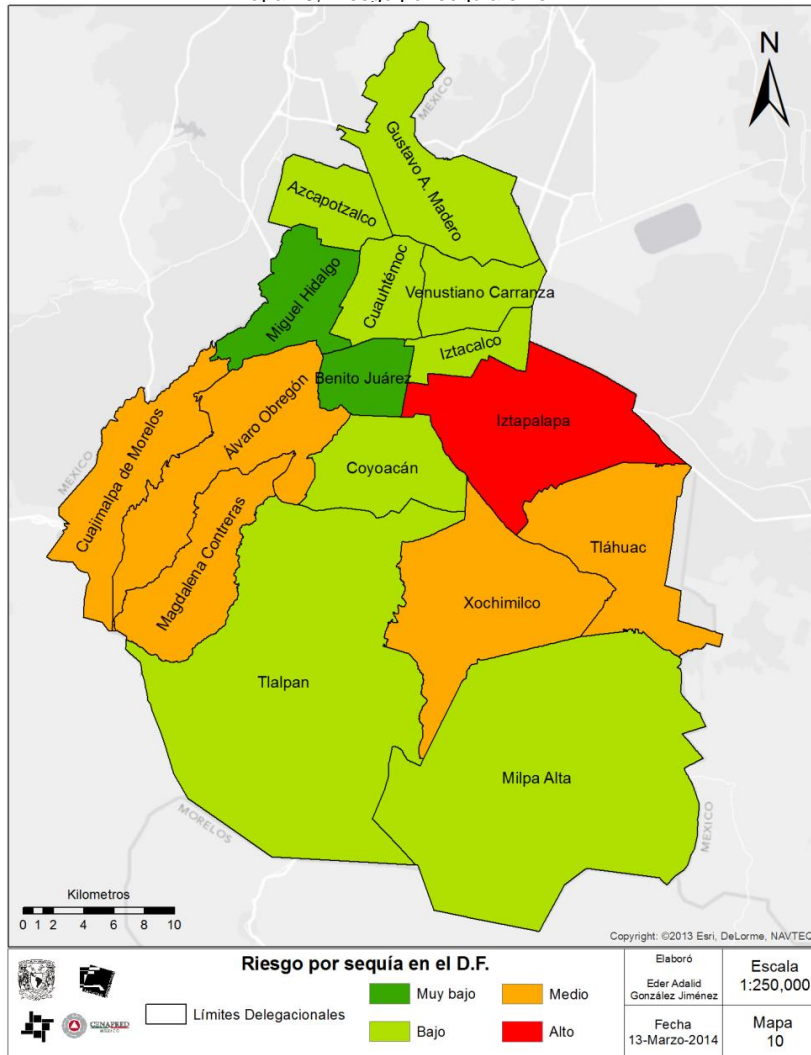 N
MEXICO
Gustavo A. Madero
Azcapotzalco
Miguel Hidalgo
Cuauhtémoc
Venustiano Carranza
Iztacalco
Benito Juárez
Iztapalapa
Cuajimalpa de Morelos
Álvaro Obregón
MEXICO
Coyoacán
Magdalena Contreras
Tláhuac
Xochimilco
Tlalpan
Milpa Alta
MORELOS
MEXICO
Kilometros
0 1 2 4 6 8 10
Copyright: ©2013 Esri, DeLorme, NAVTEQ
Riesgo por sequía en el D.F.
Límites Delegacionales
Muy bajo
Medio
Bajo
Alto
CENAPRED
MÉXICO
Elaboró
Eder Adalid
González Jiménez
Escala
1:250,000
Fecha
13-Marzo-2014
Mapa
10